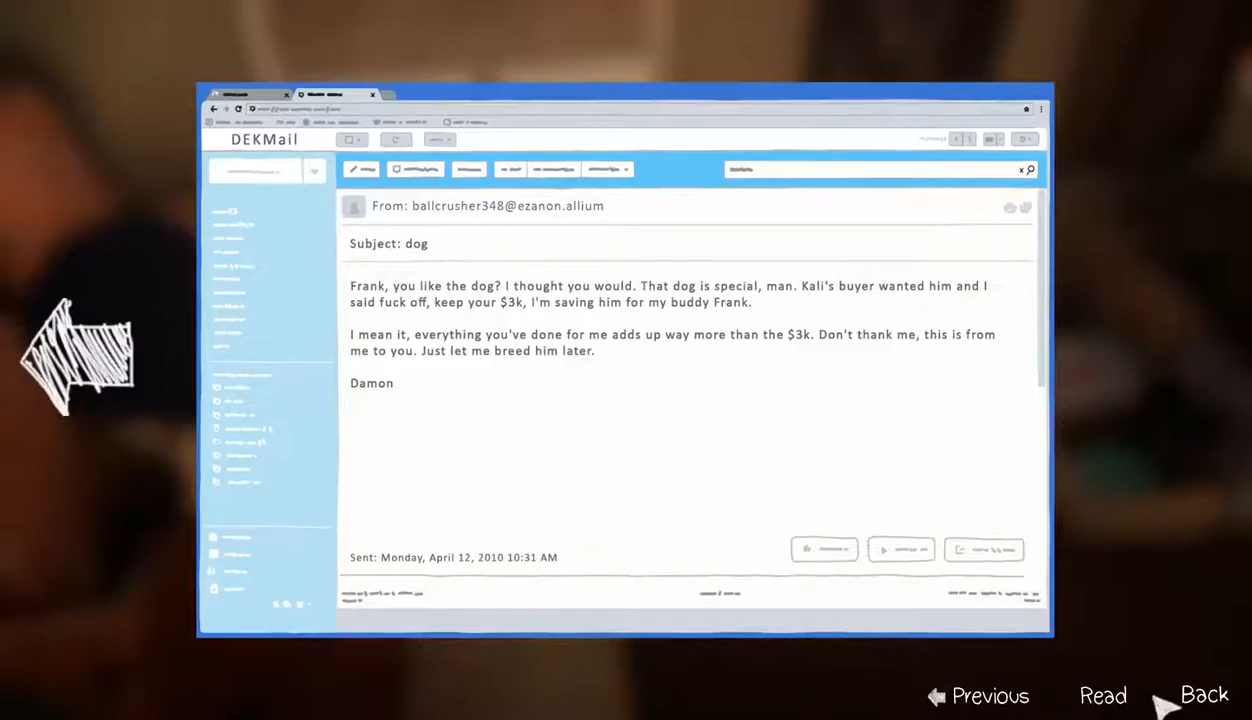 DEKMail
From: ballcrusher348@ezanon.allium
Subject: dog
Frank, you like the dog? I thought you would. That dog is special, man. Kali's buyer wanted him and I
said fuck off, keep your $3k, I'm saving him for my buddy Frank.
I mean it, everything you've done for me adds up way more than the $3k. Don't thank me, this is from
me to you. Just let me breed him later.
Damon
Sent: Monday, April 12, 2010 10:31 AM
Previous
Read
Back